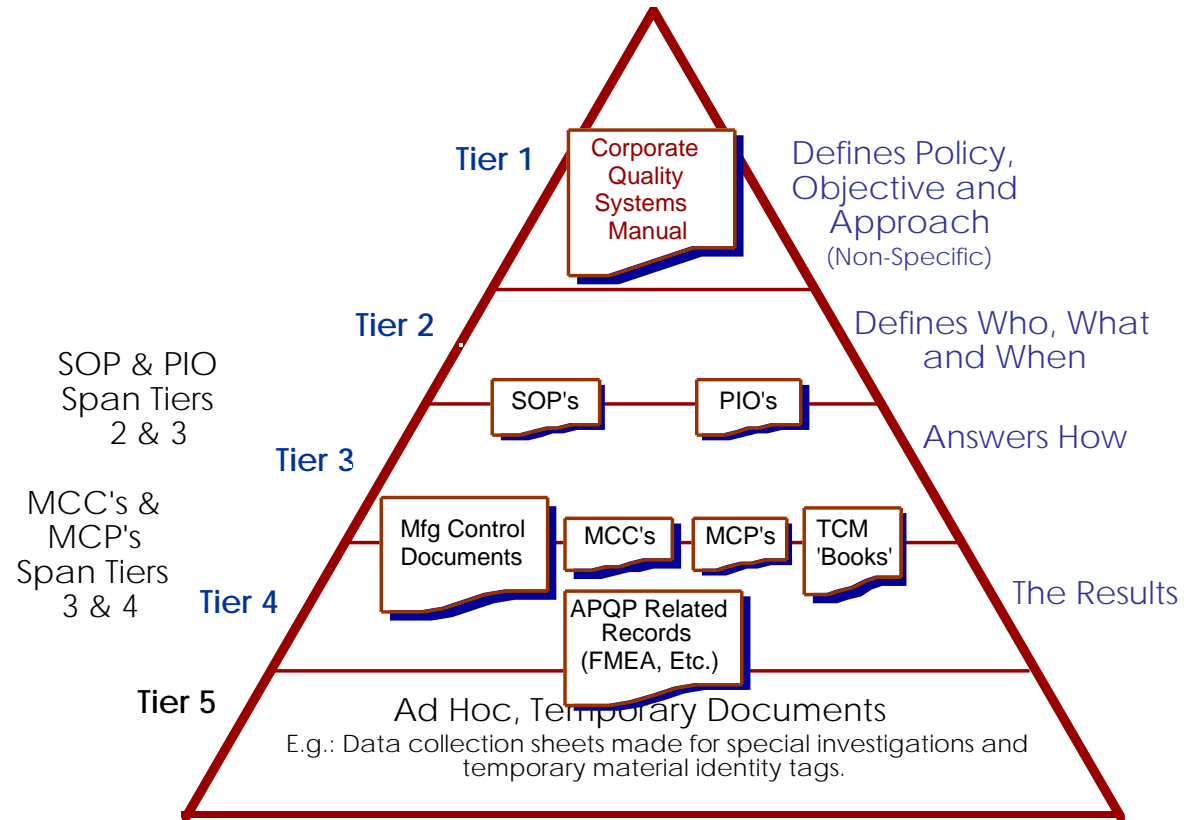 Tier 1
Corporate
Quality
Systems
Manual
Defines Policy,
Objective and
Approach
(Non-Specific)
Tier 2
Defines Who, What
and When
SOP & PIO
Span Tiers
2 & 3
SOP's
PIO's
Answers How
Tier 3
MCC's &
MCP's
Span Tiers
3 & 4
Mfg Control
Documents
MCC's
MCP's
TCM
'Books'
Tier 4
The Results
APQP Related
Records
(FMEA, Etc.)
Tier 5
Ad Hoc, Temporary Documents
E.g.: Data collection sheets made for special investigations and
temporary material identity tags.